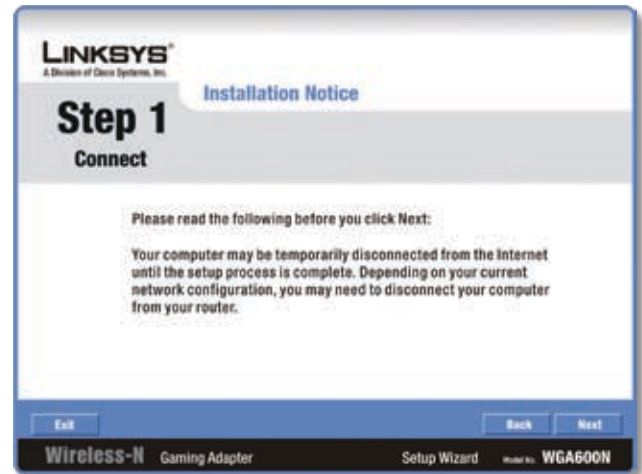 LINKSYS®
A Division of Cisco Systems, Inc.
Installation Notice
Step 1
Connect
Please read the following before you click Next:
Your computer may be temporarily disconnected from the Internet
until the setup process is complete. Depending on your current
network configuration, you may need to disconnect your computer
from your router.
Exit
Back
Next
Wireless-N Gaming Adapter
Setup Wizard
Model No. WGA600N